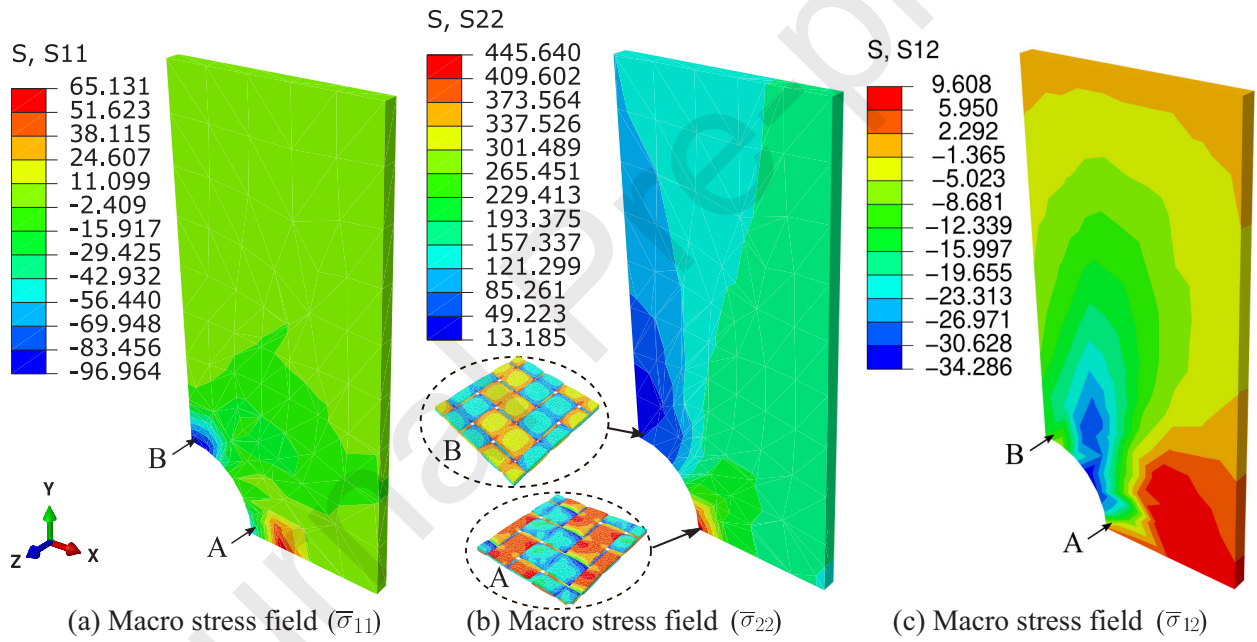 S, S11
65.131
51.623
38.115
24.607
11.099
-2.409
-15.917
-29.425
-42.932
-56.440
-69.948
-83.456
-96.964
B
A
Y
Z
X
(a) Macro stress field (σ̅₁₁)
S, S22
445.640
409.602
373.564
337.526
301.489
265.451
229.413
193.375
157.337
121.299
85.261
49.223
13.185
B
A
(b) Macro stress field (σ̅₂₂)
S, S12
9.608
5.950
2.292
−1.365
−5.023
−8.681
−12.339
−15.997
−19.655
−23.313
−26.971
−30.628
−34.286
B
A
(c) Macro stress field (σ̅₁₂)